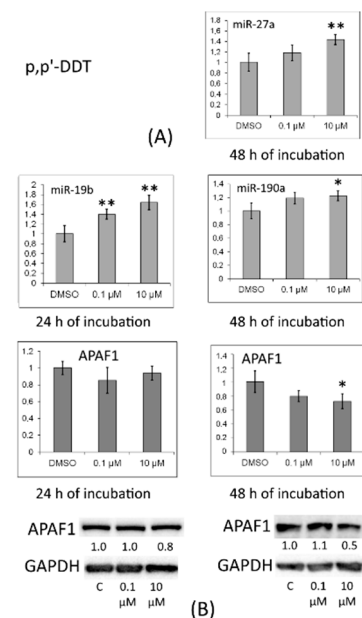 miR-27a
1,6
1,4
1,2
1
0,8
0,6
0,4
0,2
0
**
DMSO 0.1 µM 10 µM
p,p'-DDT
(A)
48 h of incubation
miR-19b
2
1,8
1,6
1,4
1,2
1
0,8
0,6
0,4
0,2
0
** **
DMSO 0.1 µM 10 µM
24 h of incubation
miR-190a
1,4
1,2
1
0,8
0,6
0,4
0,2
0
*
DMSO 0.1 µM 10 µM
48 h of incubation
APAF1
1,2
1
0,8
0,6
0,4
0,2
0
DMSO 0.1 µM 10 µM
24 h of incubation
APAF1
1,4
1,2
1
0,8
0,6
0,4
0,2
0
*
DMSO 0.1 µM 10 µM
48 h of incubation
APAF1
1.0 1.0 0.8
GAPDH
C 0.1 µM 10 µM
APAF1
1.0 1.1 0.5
GAPDH
C 0.1 µM 10 µM
(B)